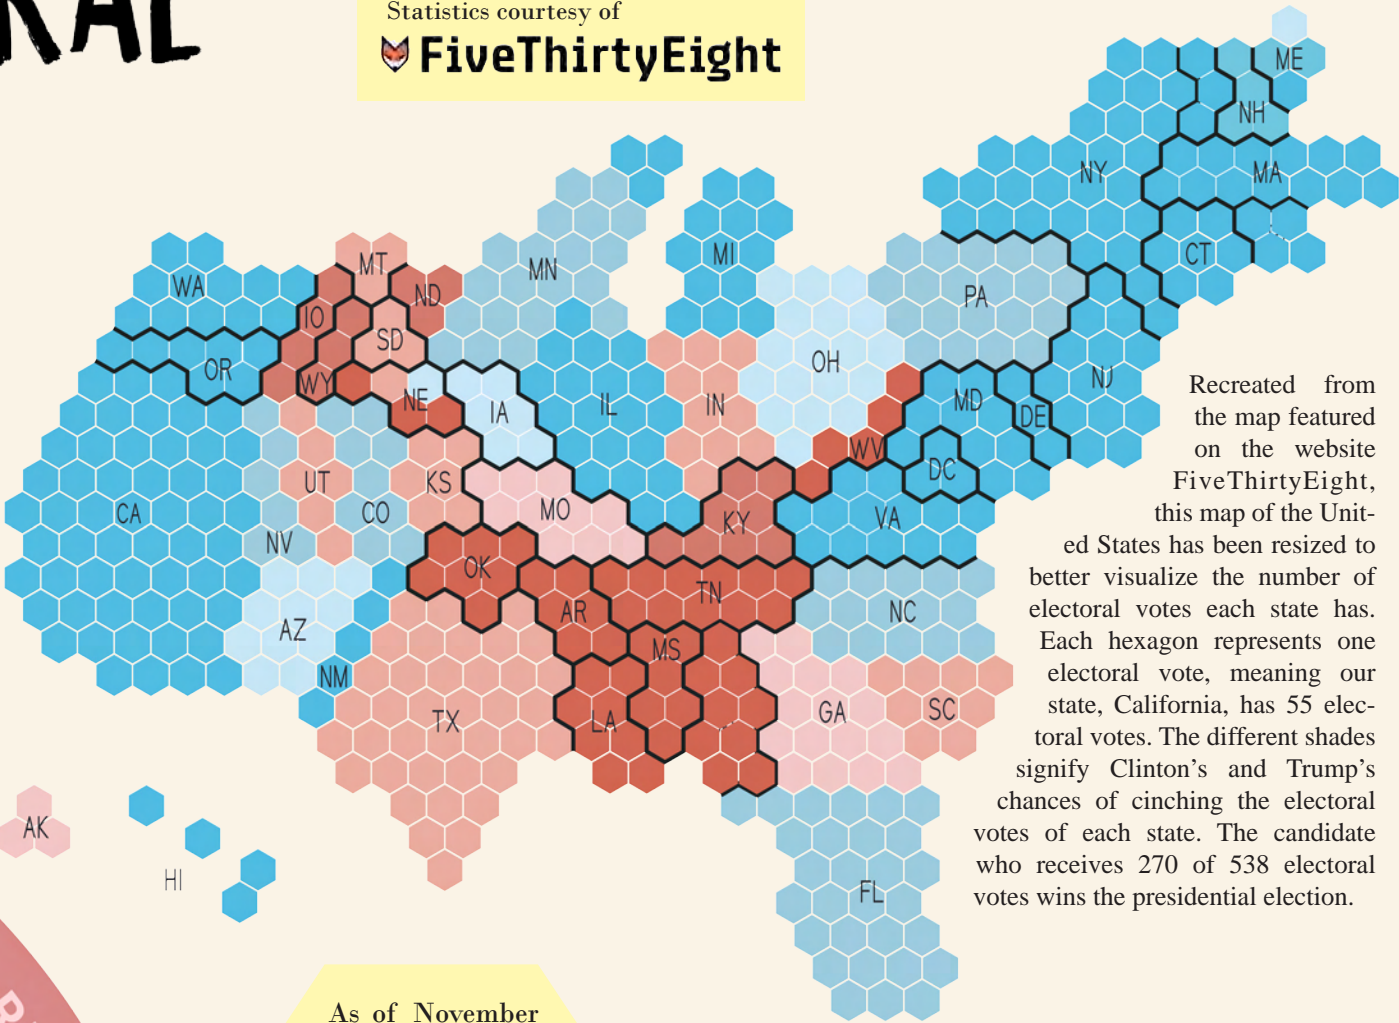 RAL
Statistics courtesy of
FiveThirtyEight
ME
NH
NY
MA
WA
MT
MN
MI
CT
IO
ND
PA
SD
OR
OH
WY
NE
IA
IL
IN
MD
DE
NJ
WV
UT
KS
DC
CA
CO
MO
KY
VA
NV
OK
TN
AR
NC
AZ
MS
NM
TX
LA
GA
SC
AK
HI
FL
Recreated from
the map featured
on the website
FiveThirtyEight,
this map of the Unit-
ed States has been resized to
better visualize the number of
electoral votes each state has.
Each hexagon represents one
electoral vote, meaning our
state, California, has 55 elec-
toral votes. The different shades
signify Clinton’s and Trump’s
chances of cinching the electoral
votes of each state. The candidate
who receives 270 of 538 electoral
votes wins the presidential election.
As of November